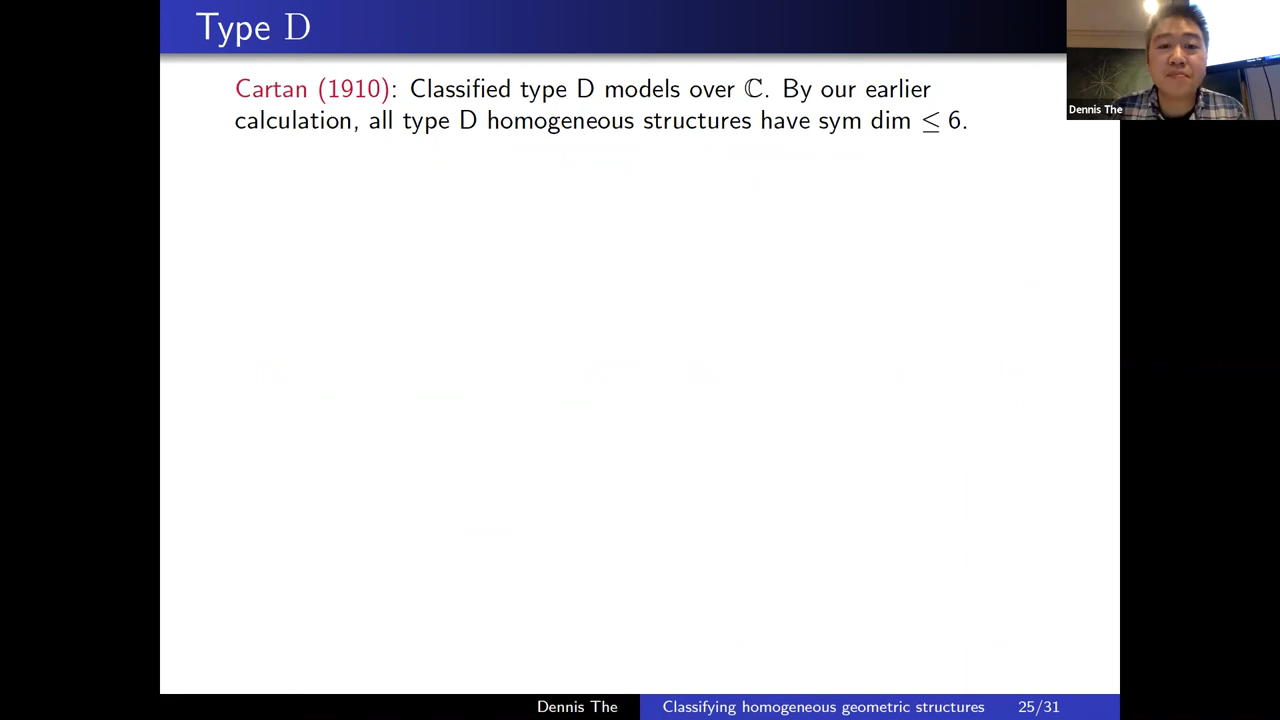 Type D
Cartan (1910): Classified type D models over ℂ. By our earlier
calculation, all type D homogeneous structures have sym dim ≤ 6.
Dennis The
Dennis The
Classifying homogeneous geometric structures
25/31